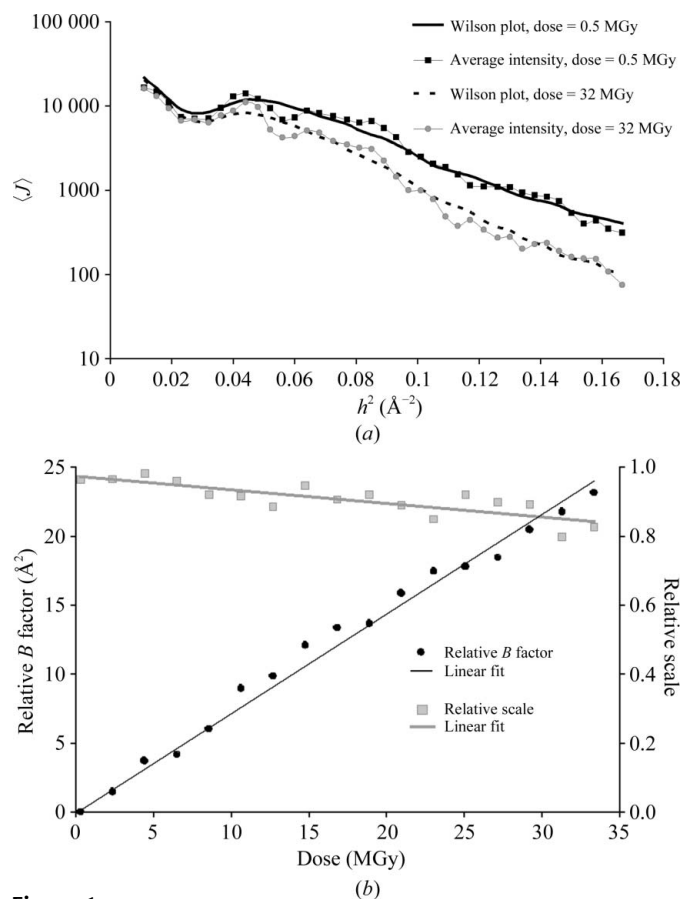 100 000
10 000
1000
100
10
⟨J⟩
Wilson plot, dose = 0.5 MGy
Average intensity, dose = 0.5 MGy
Wilson plot, dose = 32 MGy
Average intensity, dose = 32 MGy
0 0.02 0.04 0.06 0.08 0.1 0.12 0.14 0.16 0.18
h² (Å⁻²)
(a)
25
20
15
10
5
0
Relative B factor (Å²)
1.0
0.8
0.6
0.4
0.2
0.0
Relative scale
Relative B factor
Linear fit
Relative scale
Linear fit
0 5 10 15 20 25 30 35
Dose (MGy)
(b)